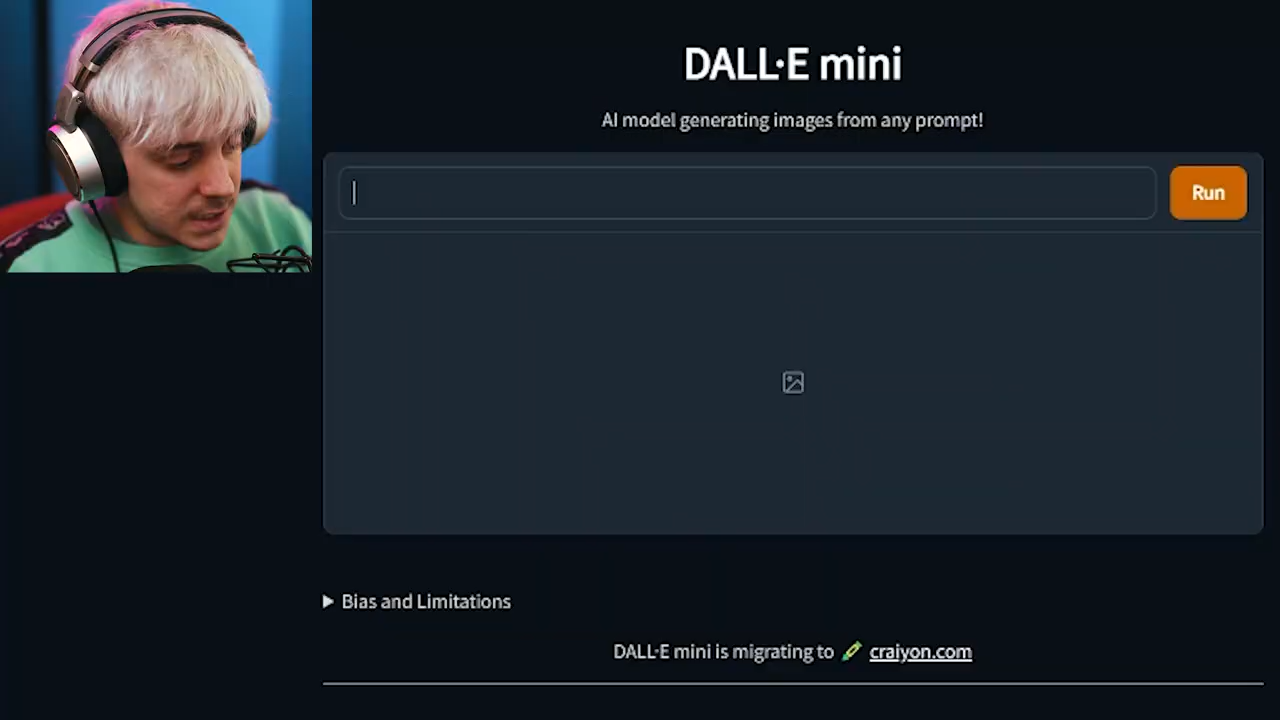 DALL·E mini
AI model generating images from any prompt!
Run
Bias and Limitations
DALL·E mini is migrating to craiyon.com